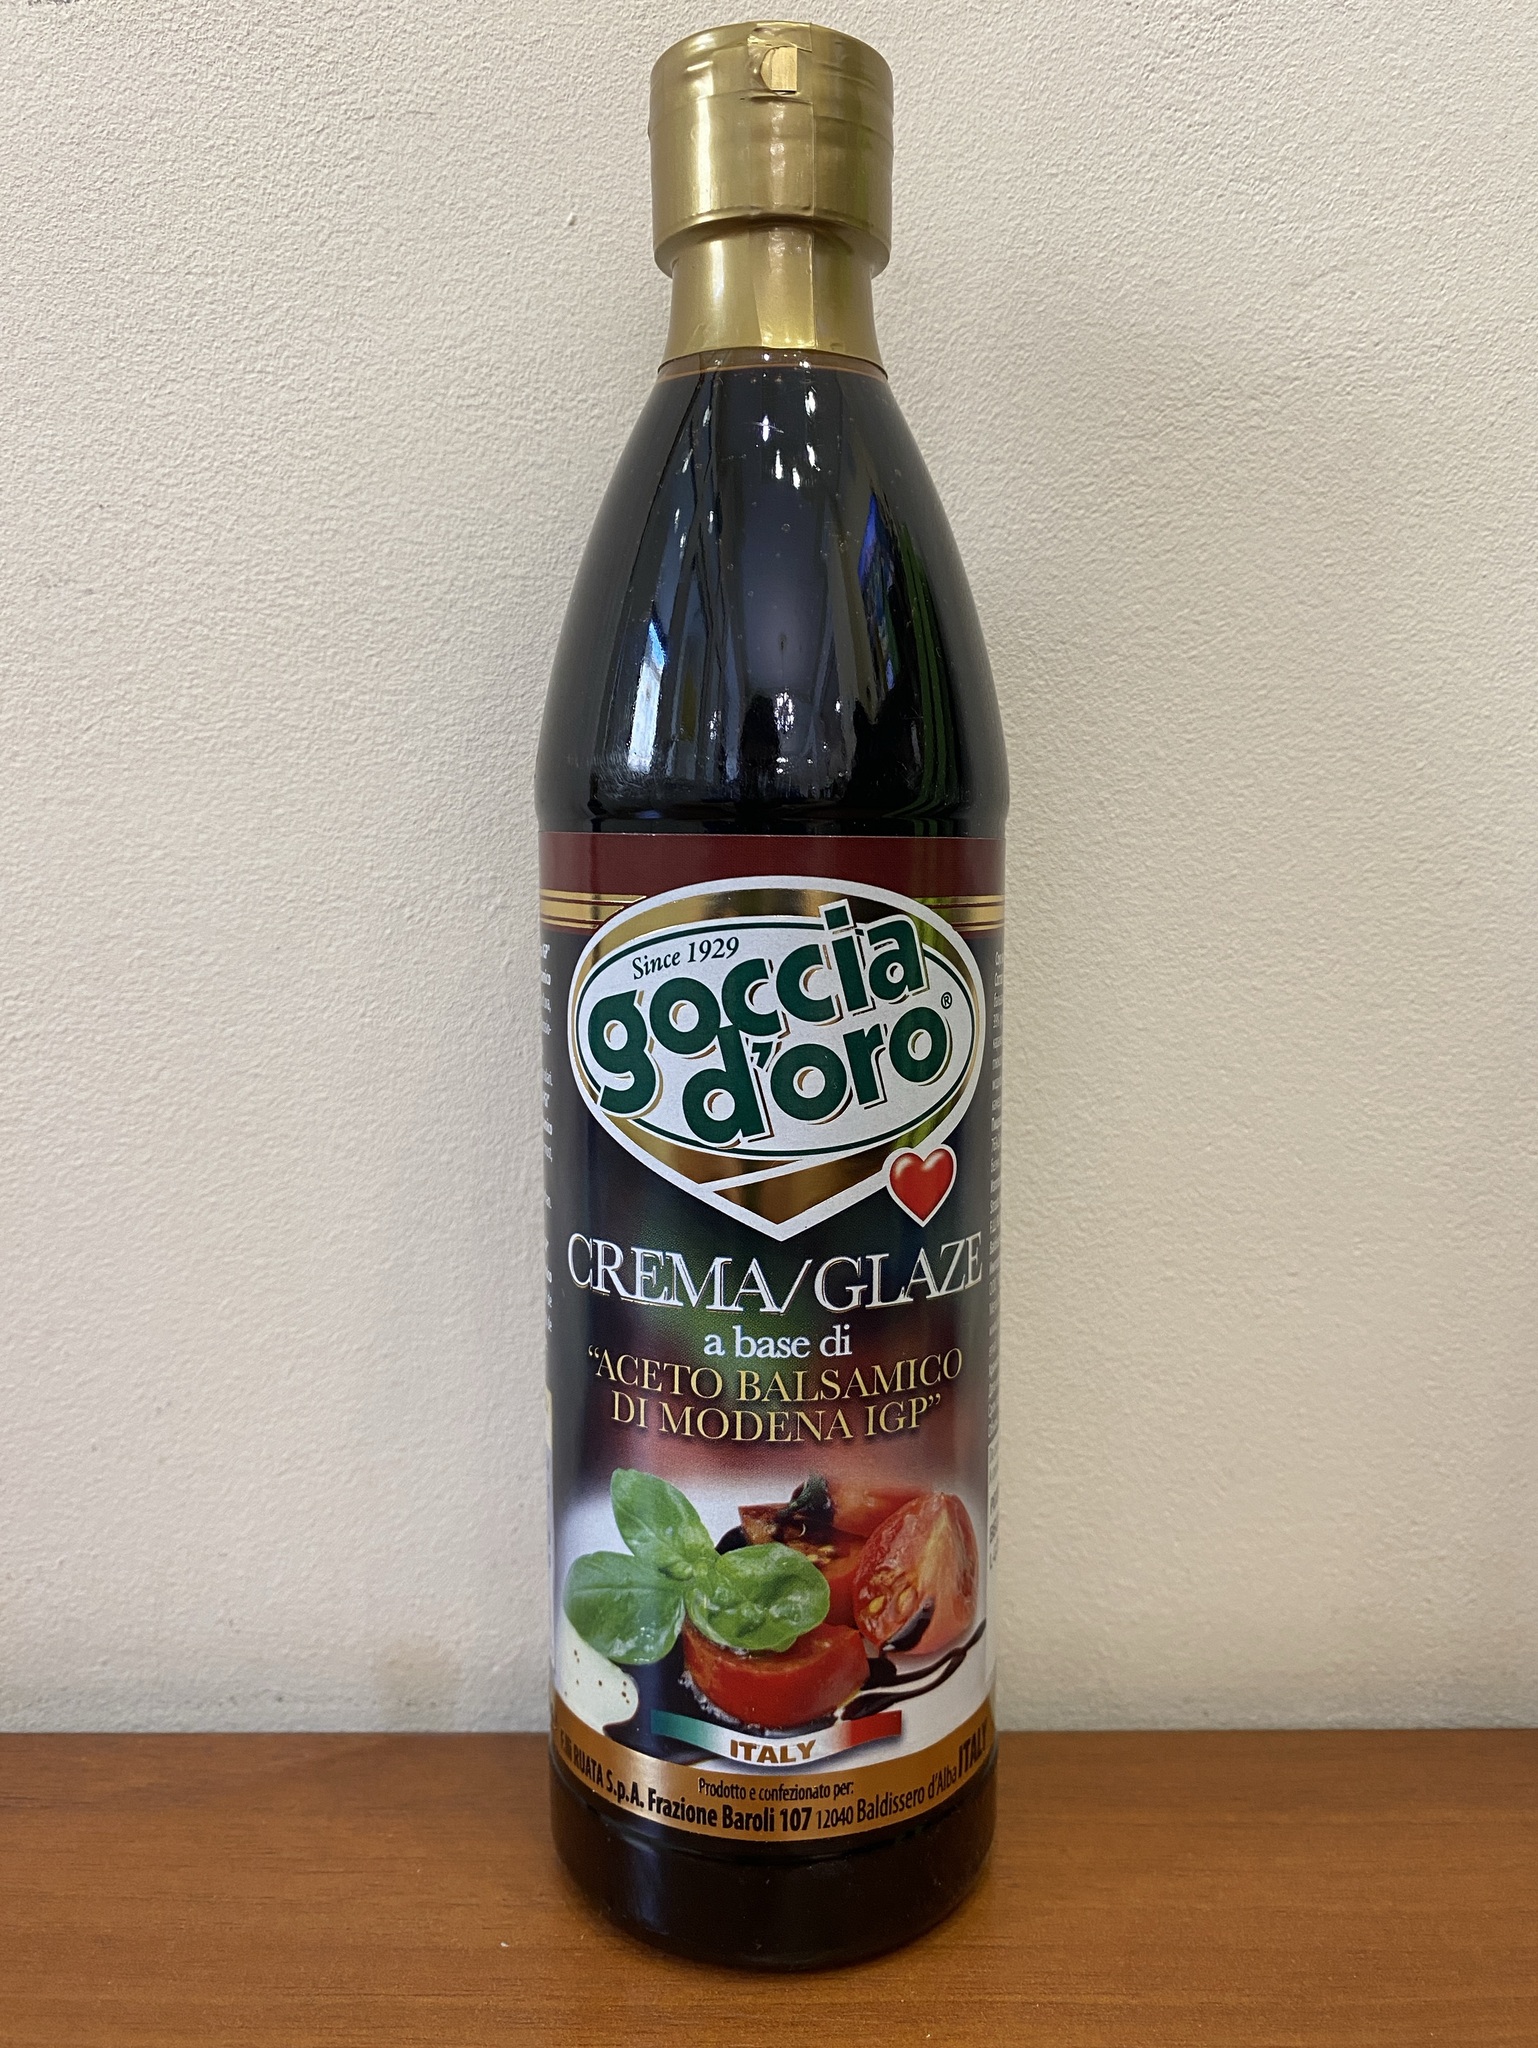 Since 1929
goccia
d'oro®
CREMA/GLAZE
a base di
"ACETO BALSAMICO
DI MODENA IGP"
ITALY
Prodotto e confezionato per:
RUATA S.p.A. Frazione Baroli 107 12040 Baldissero d'Alba ITALY